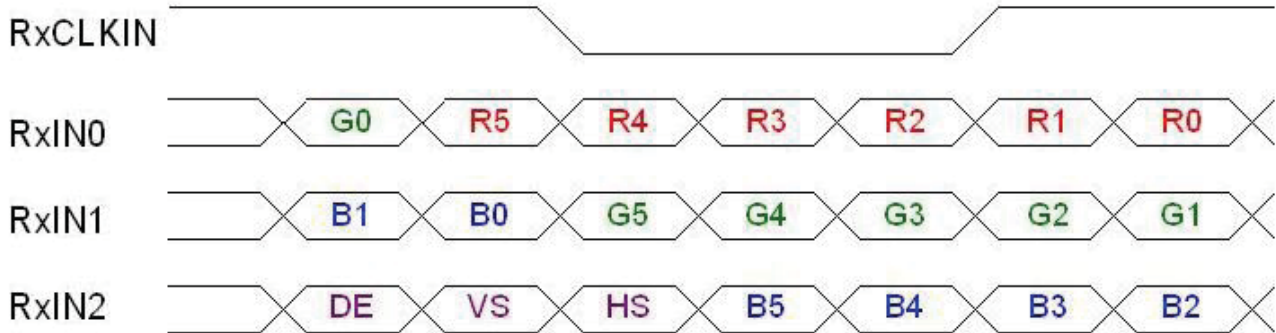 RxCLKIN
RxIN0 G0 R5 R4 R3 R2 R1 R0
RxIN1 B1 B0 G5 G4 G3 G2 G1
RxIN2 DE VS HS B5 B4 B3 B2